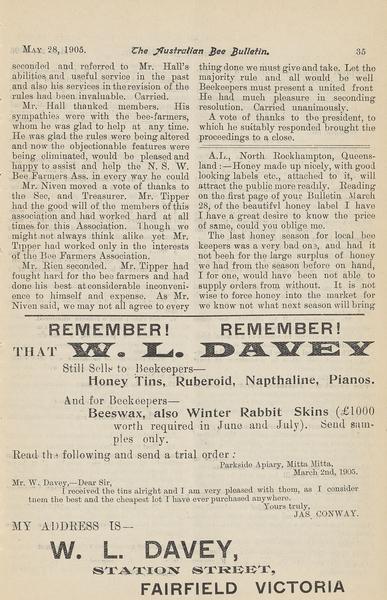 May 28, 1905. The Australian Bee Bulletin. 35
seconded and referred to Mr. Hall's
abilities and useful service in the past
and also his services in the revision of the
rules had been invaluable. Carried.
Mr. Hall thanked members. His
sympathies were with the bee-farmers,
whom he was glad to help at any time.
He was glad the rules were being altered
and now the objectionable features were
being eliminated, would be pleased and
happy to assist and help the N. S. W.
Bee Farmers Ass. in every way he could
Mr. Niven moved a vote of thanks to
the Sec, and Treasurer. Mr. Tipper
had the good will of the members of this
association and had worked hard at all
times for this Association. Though we
might not always think alike yet Mr.
Tipper had worked only in the interests
of the Bee Farmers Association.
Mr. Rien seconded. Mr. Tipper had
fought hard for the bee farmers and had
done his best at considerable inconveni-
ence to himself and expense. As Mr.
Niven said, we may not all agree to every
thing done we must give and take. Let the
majority rule and all would be well
Beekeepers must present a united front
He had much pleasure in seconding
resolution. Carried unanimously.
A vote of thanks to the president, to
which he suitably responded brought the
proceedings to a close.
A.L., North Rockhampton, Queens-
land:—Honey made up nicely, with good
looking labels etc., attached to it, will
attract the public more readily. Reading
on the first page of your Bulletin March
28, of the beautiful honey label I have
I have a great desire to know the price
of same, could you oblige me.
The last honey season for local bee
keepers was a very bad one, and had it
not beeh for the large surplus of honey
we had from the season before on hand,
I for one, would have been not able to
supply orders from without. It is not
wise to force honey into the market for
we know not what next season will bring
REMEMBER! REMEMBER!
THAT W. L. DAVEY
Still Sells to Beekeepers—
Honey Tins, Ruberoid, Napthaline, Pianos.
And for Beekeepers—
Beeswax, also Winter Rabbit Skins (£1000
worth required in June and July). Send sam-
ples only.
Read the following and send a trial order:
Parkside Apiary, Mitta Mitta,
March 2nd, 1905.
Mr. W. Davey,—Dear Sir,
I received the tins alright and I am very pleased with them, as I consider
them the best and the cheapest lot I have ever purchased anywhere.
Yours truly,
JAS. CONWAY.
MY ADDRESS IS—
W. L. DAVEY,
STATION STREET,
FAIRFIELD VICTORIA